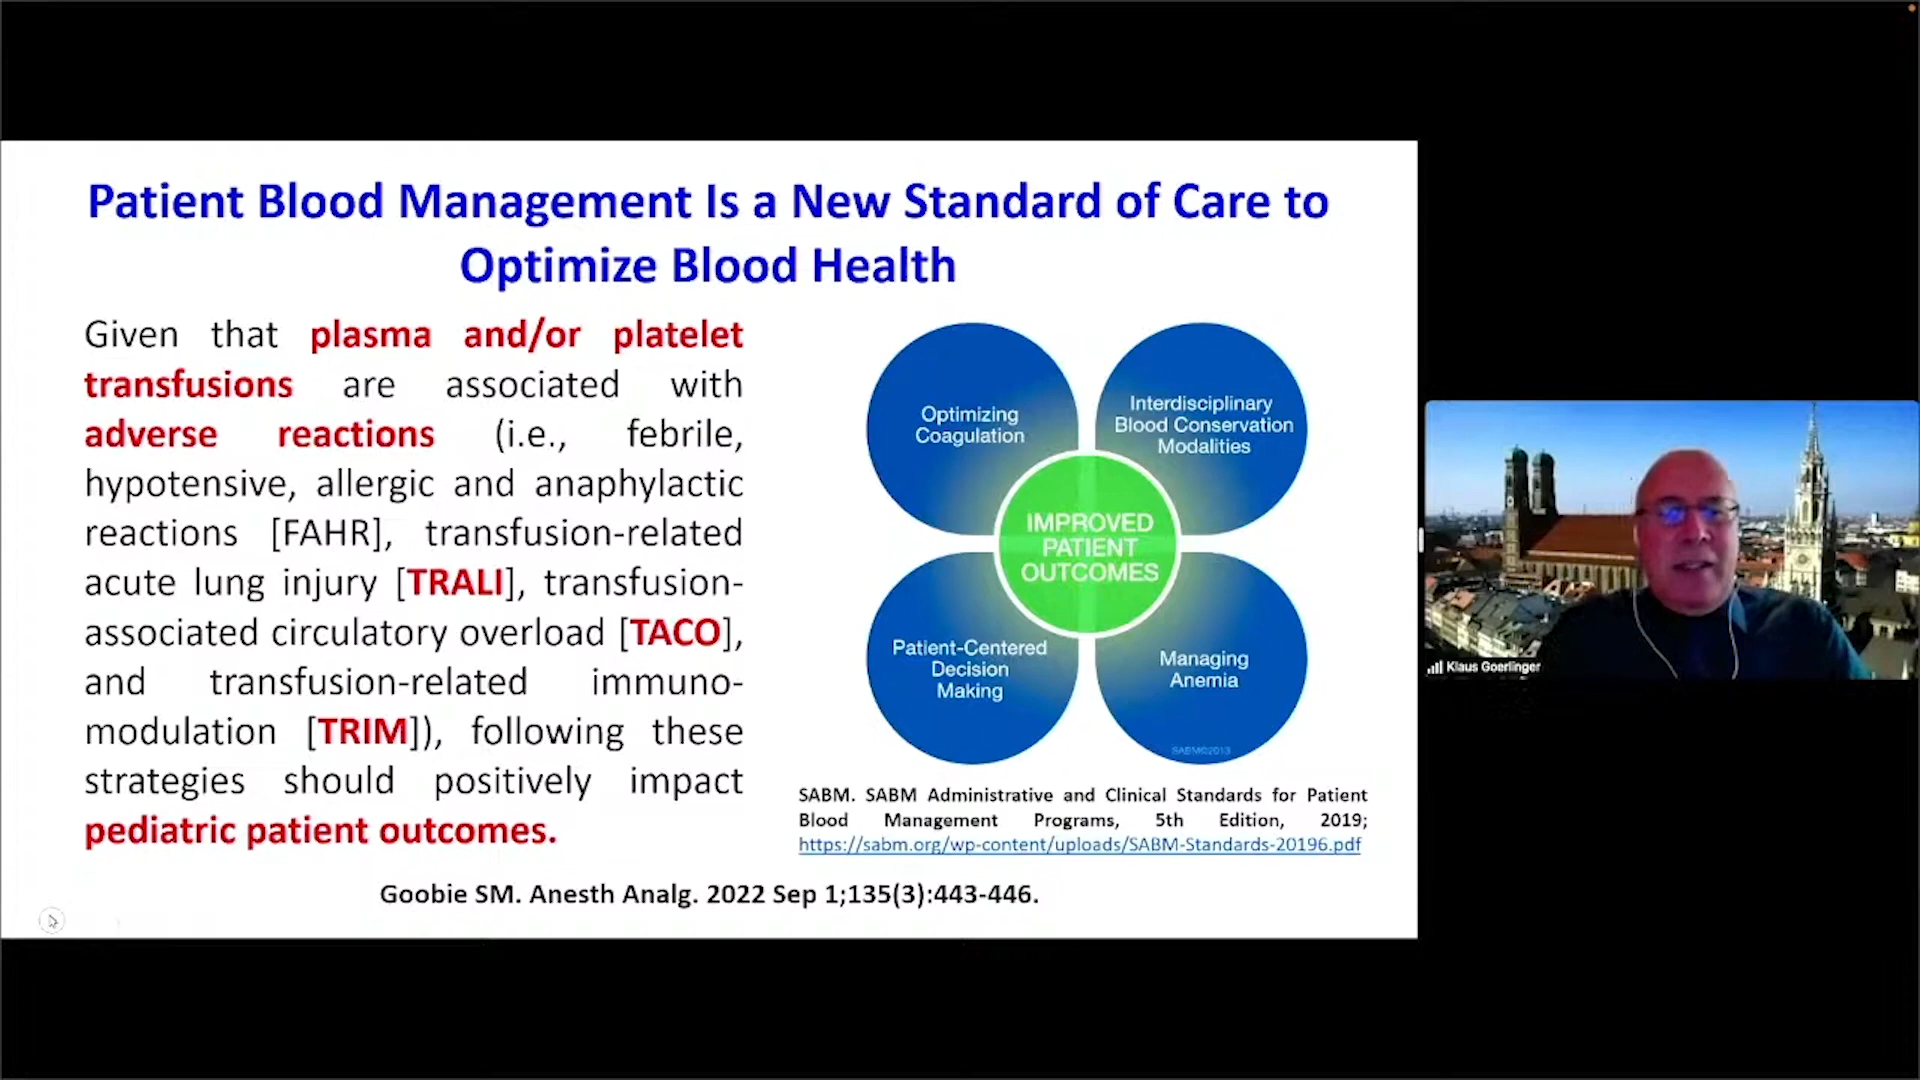 Patient Blood Management Is a New Standard of Care to
Optimize Blood Health
Given that plasma and/or platelet
transfusions are associated with
adverse reactions (i.e., febrile,
hypotensive, allergic and anaphylactic
reactions [FAHR], transfusion-related
acute lung injury [TRALI], transfusion-
associated circulatory overload [TACO],
and transfusion-related immuno-
modulation [TRIM]), following these
strategies should positively impact
pediatric patient outcomes.
Optimizing
Coagulation
Interdisciplinary
Blood Conservation
Modalities
IMPROVED
PATIENT
OUTCOMES
Patient-Centered
Decision
Making
Managing
Anemia
SABM©2013
SABM. SABM Administrative and Clinical Standards for Patient
Blood Management Programs, 5th Edition, 2019;
https://sabm.org/wp-content/uploads/SABM-Standards-20196.pdf
Goobie SM. Anesth Analg. 2022 Sep 1;135(3):443-446.
Klaus Goerlinger